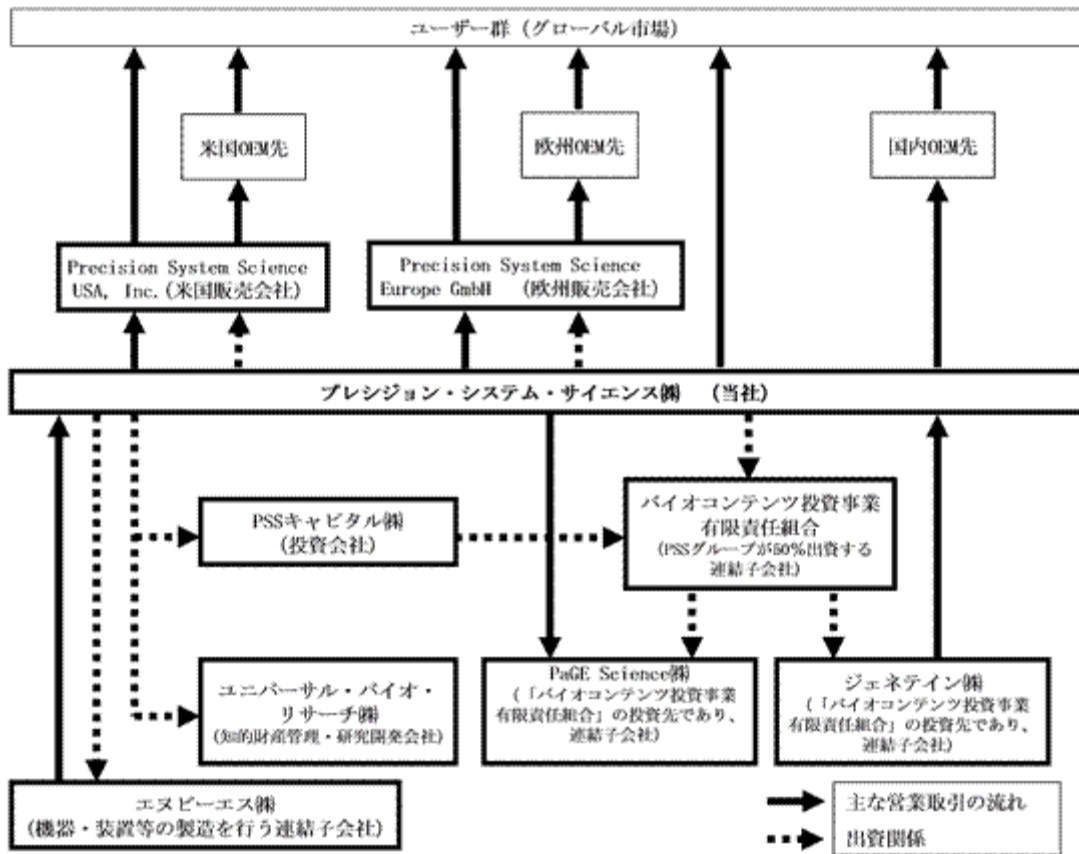 ユーザー群(グローバル市場)
米国OEM先
欧州OEM先
国内OEM先
Precision System Science
USA, Inc.(米国販売会社)
Precision System Science
Europe GmbH (欧州販売会社)
プレシジョン・システム・サイエンス㈱ (当社)
PSSキャピタル㈱
(投資会社)
バイオコンテンツ投資事業
有限責任組合
(PSSグループが50%出資する
連結子会社)
ユニバーサル・バイオ・
リサーチ㈱
(知的財産管理・研究開発会社)
PaGE Science㈱
(「バイオコンテンツ投資事業
有限責任組合」の投資先であり、
連結子会社)
ジェネテイン㈱
(「バイオコンテンツ投資事業
有限責任組合」の投資先であり、
連結子会社)
エヌピーエス㈱
(機器・装置等の製造を行う連結子会社)
主な営業取引の流れ
出資関係